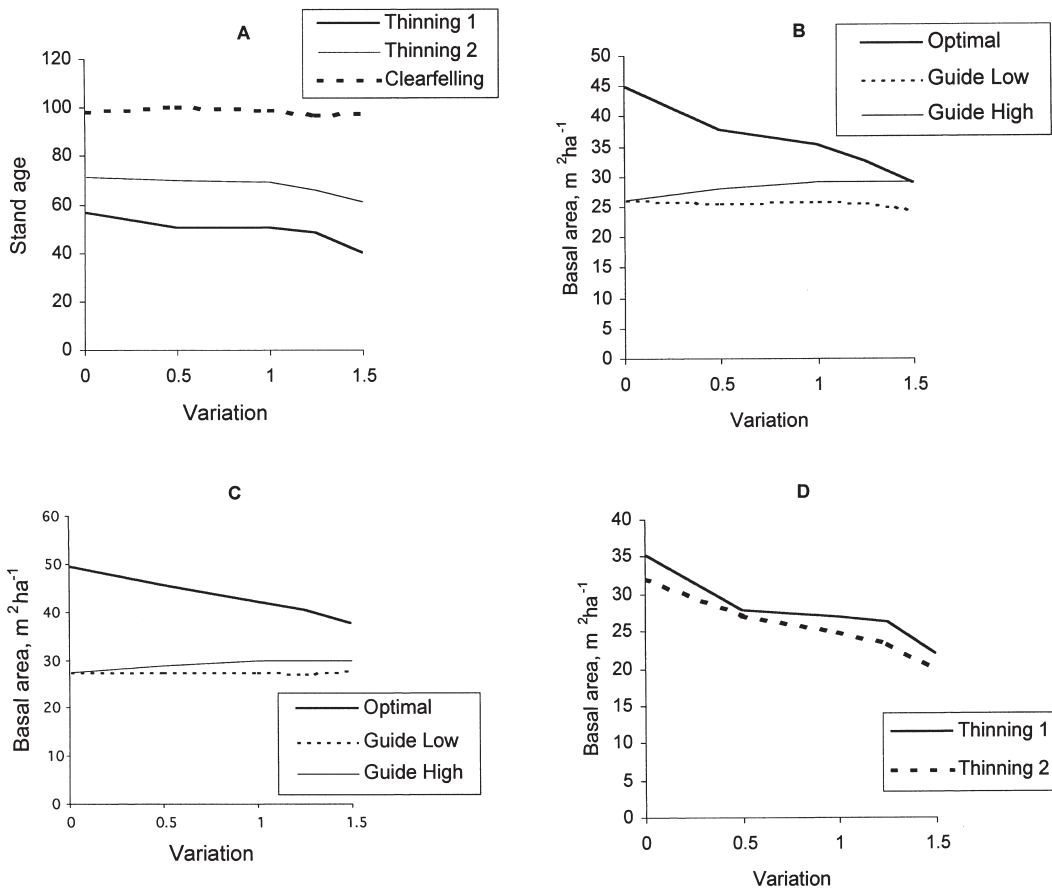 A
Thinning 1
Thinning 2
Clearfelling
120
100
80
60
40
20
0
Stand age
0 0.5 1 1.5
Variation
B
Optimal
Guide Low
Guide High
50
45
40
35
30
25
20
15
10
5
0
Basal area, m²ha⁻¹
0 0.5 1 1.5
Variation
C
60
50
40
30
20
10
0
Basal area, m²ha⁻¹
Optimal
Guide Low
Guide High
0 0.5 1 1.5
Variation
D
40
35
30
25
20
15
10
5
0
Basal area, m²ha⁻¹
Thinning 1
Thinning 2
0 0.5 1 1.5
Variation